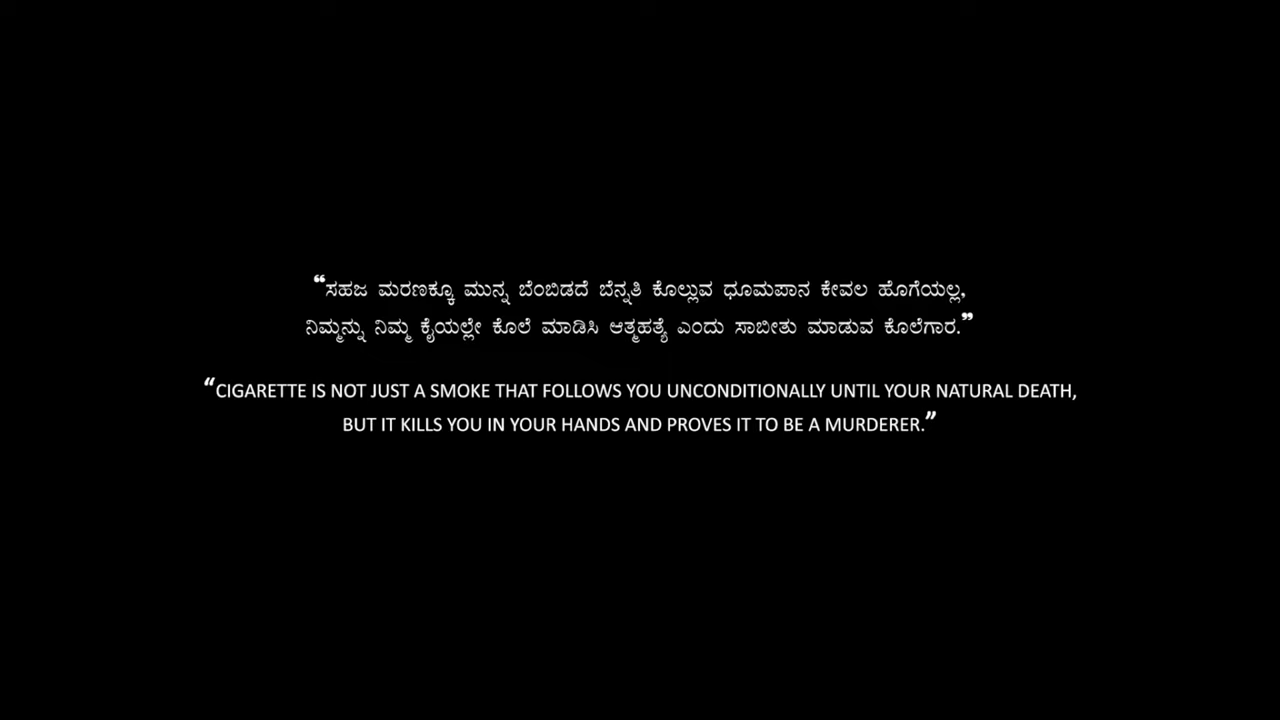 “ಸಹಜ ಮರಣಕ್ಕೂ ಮುನ್ನ ಬೆಂಬಿಡದೆ ಬೆನ್ನತಿ ಕೊಲ್ಲುವ ಧೂಮಪಾನ ಕೇವಲ ಹೊಗೆಯಲ್ಲ,
ನಿಮ್ಮನ್ನು ನಿಮ್ಮ ಕೈಯಲ್ಲೇ ಕೊಲೆ ಮಾಡಿಸಿ ಆತ್ಮಹತ್ಯೆ ಎಂದು ಸಾಬೀತು ಮಾಡುವ ಕೊಲೆಗಾರ.”
“CIGARETTE IS NOT JUST A SMOKE THAT FOLLOWS YOU UNCONDITIONALLY UNTIL YOUR NATURAL DEATH,
BUT IT KILLS YOU IN YOUR HANDS AND PROVES IT TO BE A MURDERER.”